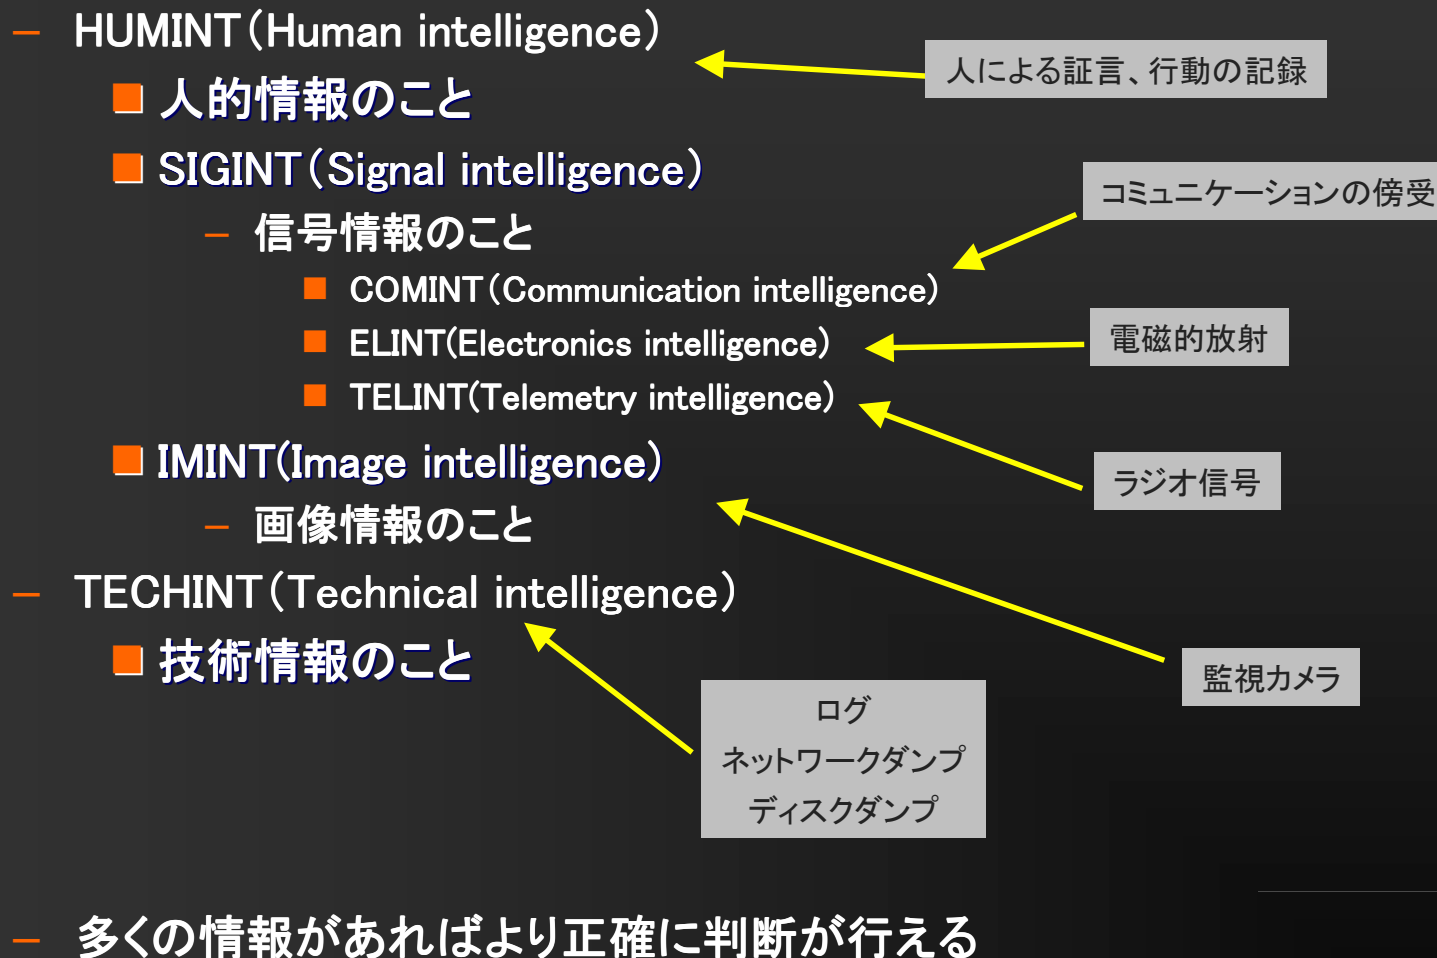 – HUMINT（Human intelligence）
人による証言、行動の記録
■ 人的情報のこと
■ SIGINT（Signal intelligence）
コミュニケーションの傍受
– 信号情報のこと
■ COMINT（Communication intelligence）
■ ELINT(Electronics intelligence)
電磁的放射
■ TELINT(Telemetry intelligence)
ラジオ信号
■ IMINT(Image intelligence)
– 画像情報のこと
監視カメラ
– TECHINT（Technical intelligence）
■ 技術情報のこと
ログ
ネットワークダンプ
ディスクダンプ
– 多くの情報があればより正確に判断が行える